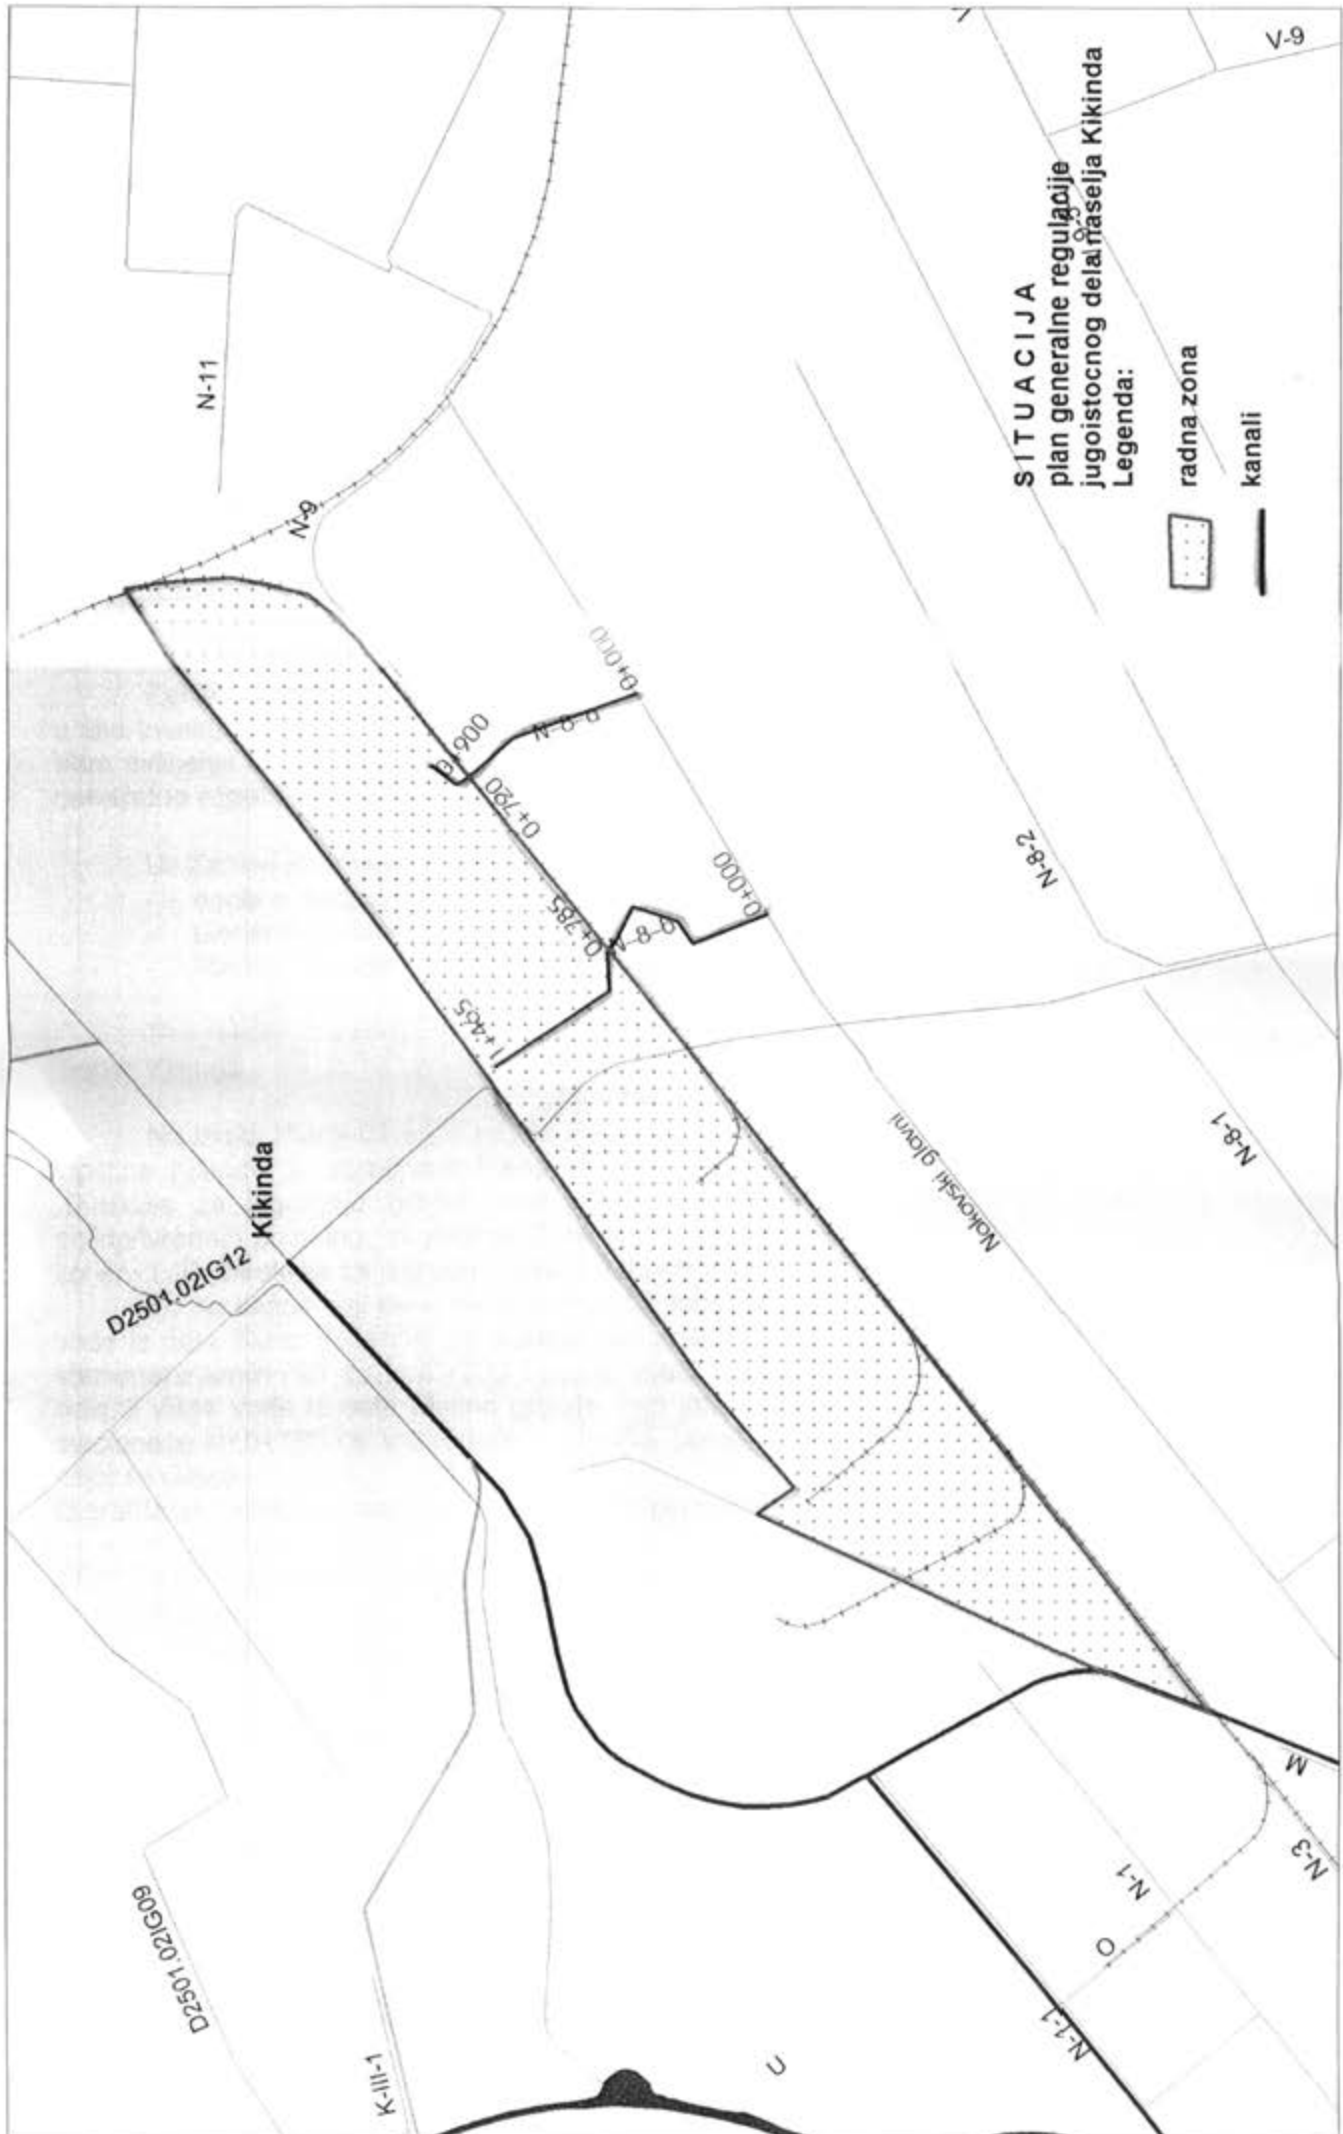 SITUACIJA
plan generalne regulacije
jugoistocnog dela naselja Kikinda
Legenda:
radna zona
kanali
V-9
N-11
N-9
0+000
0+900
0+720
0+785
0+000
1+465
N-8-2
N-8-1
Nokovski glavni
Kikinda
D2501.02IG12
D2501.02IG09
K-III-1
N-1
N-1-1
N-3
M
O
U